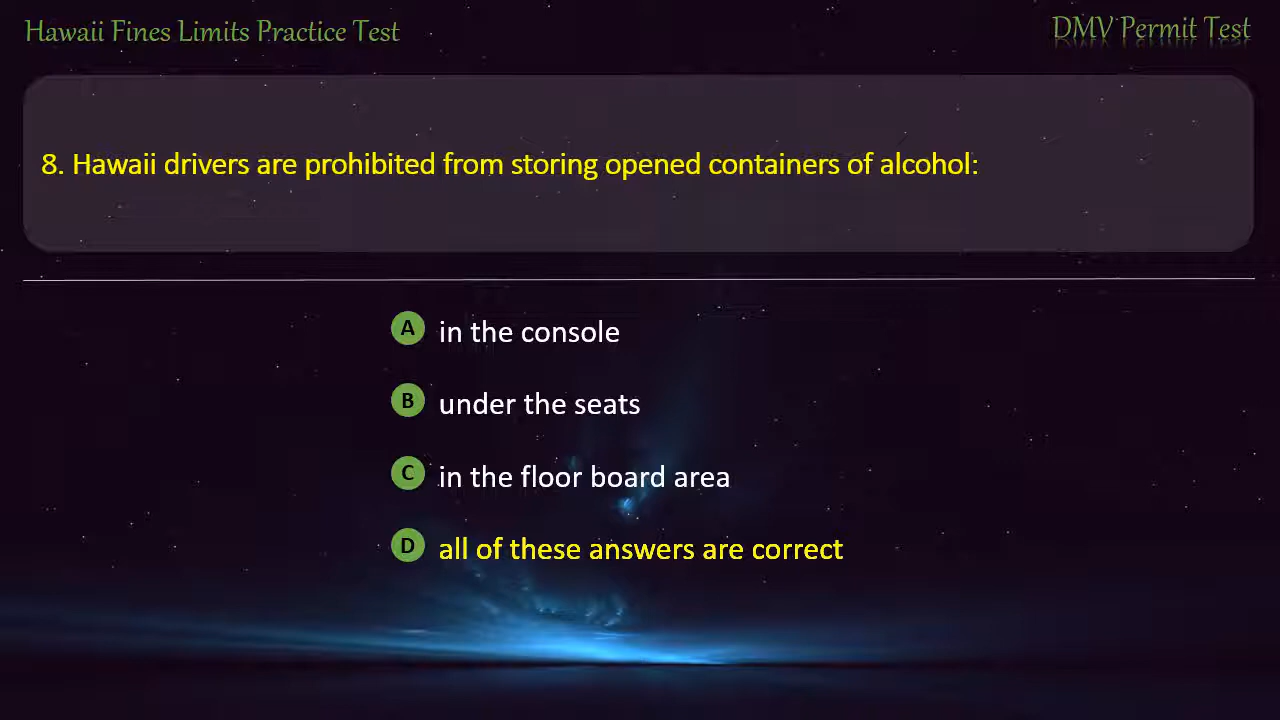 Hawaii Fines Limits Practice Test
DMV Permit Test
8. Hawaii drivers are prohibited from storing opened containers of alcohol:
A in the console
B under the seats
C in the floor board area
D all of these answers are correct